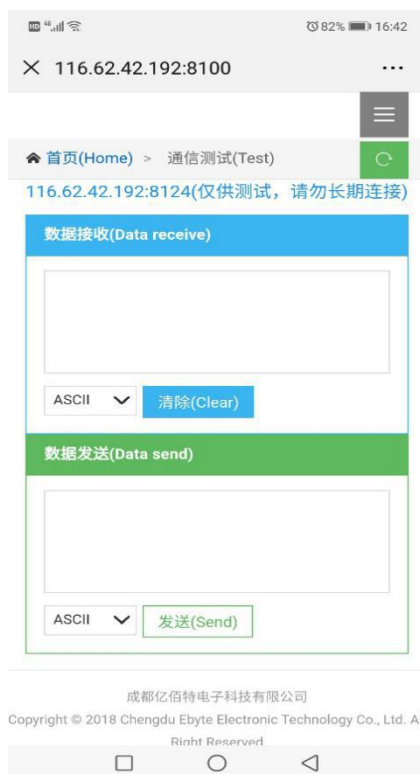 HD 4G 82% 16:42
116.62.42.192:8100
首页(Home) > 通信测试(Test)
116.62.42.192:8124(仅供测试，请勿长期连接)
数据接收(Data receive)
ASCII 清除(Clear)
数据发送(Data send)
ASCII 发送(Send)
成都亿佰特电子科技有限公司
Copyright © 2018 Chengdu Ebyte Electronic Technology Co., Ltd. A
Right Reserved